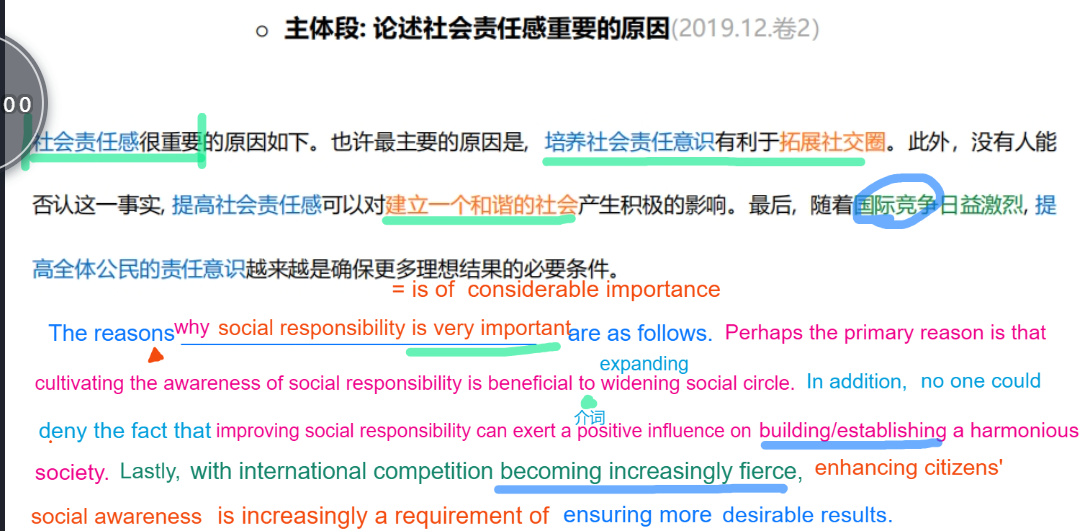 主体段: 论述社会责任感重要的原因(2019.12.卷2)
00
社会责任感很重要的原因如下。也许最主要的原因是, 培养社会责任意识有利于拓展社交圈。此外，没有人能
否认这一事实, 提高社会责任感可以对建立一个和谐的社会产生积极的影响。最后, 随着国际竞争日益激烈, 提
高全体公民的责任意识越来越是确保更多理想结果的必要条件。
= is of considerable importance
The reasons why social responsibility is very important are as follows. Perhaps the primary reason is that
expanding
cultivating the awareness of social responsibility is beneficial to widening social circle. In addition, no one could
介词
deny the fact that improving social responsibility can exert a positive influence on building/establishing a harmonious
society. Lastly, with international competition becoming increasingly fierce, enhancing citizens'
social awareness is increasingly a requirement of ensuring more desirable results.